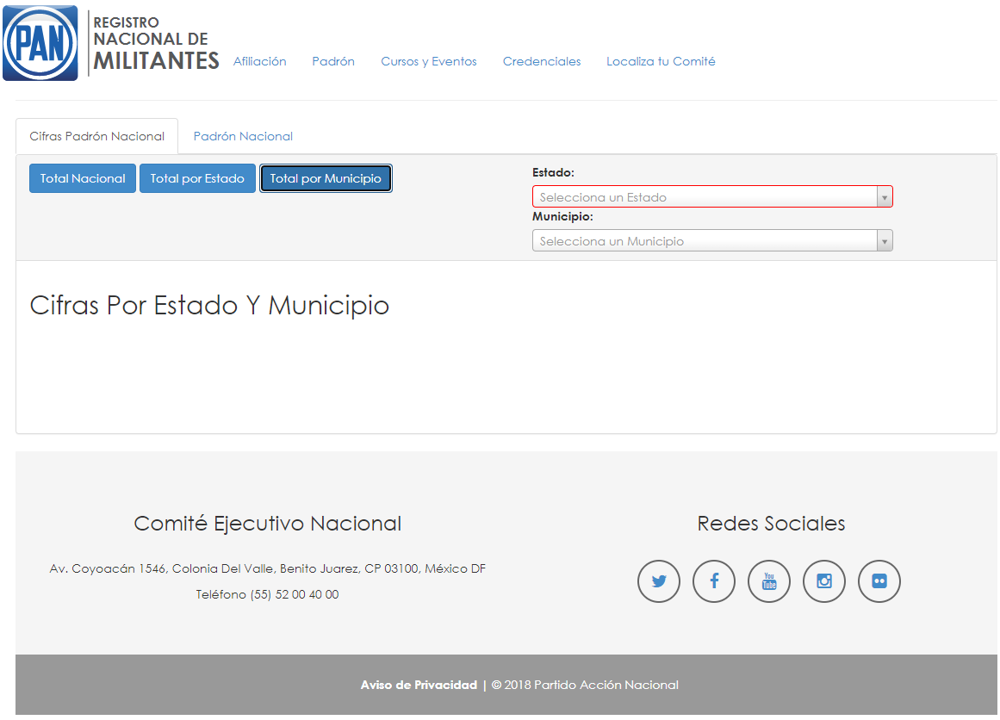 PAN
REGISTRO
NACIONAL DE
MILITANTES
Afiliación Padrón Cursos y Eventos Credenciales Localiza tu Comité
Cifras Padrón Nacional Padrón Nacional
Total Nacional Total por Estado Total por Municipio
Estado:
Selecciona un Estado
Municipio:
Selecciona un Municipio
Cifras Por Estado Y Municipio
Comité Ejecutivo Nacional
Av. Coyoacán 1546, Colonia Del Valle, Benito Juarez, CP 03100, México DF
Teléfono (55) 52 00 40 00
Redes Sociales
You
Tube
Aviso de Privacidad | © 2018 Partido Acción Nacional